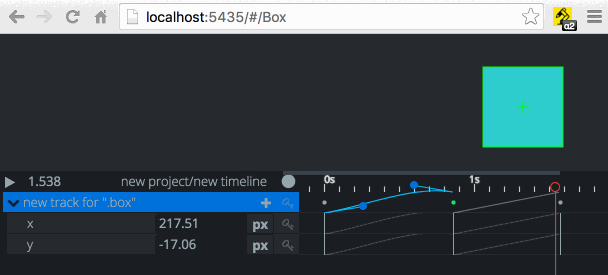 localhost:5435/#/Box
a2
1.538 new project/new timeline 0s 1s
new track for ".box" +
x 217.51 px
y -17.06 px